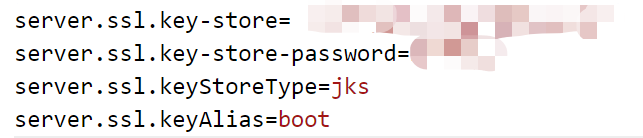 server.ssl.key-store=
server.ssl.key-store-password=
server.ssl.keyStoreType=jks
server.ssl.keyAlias=boot